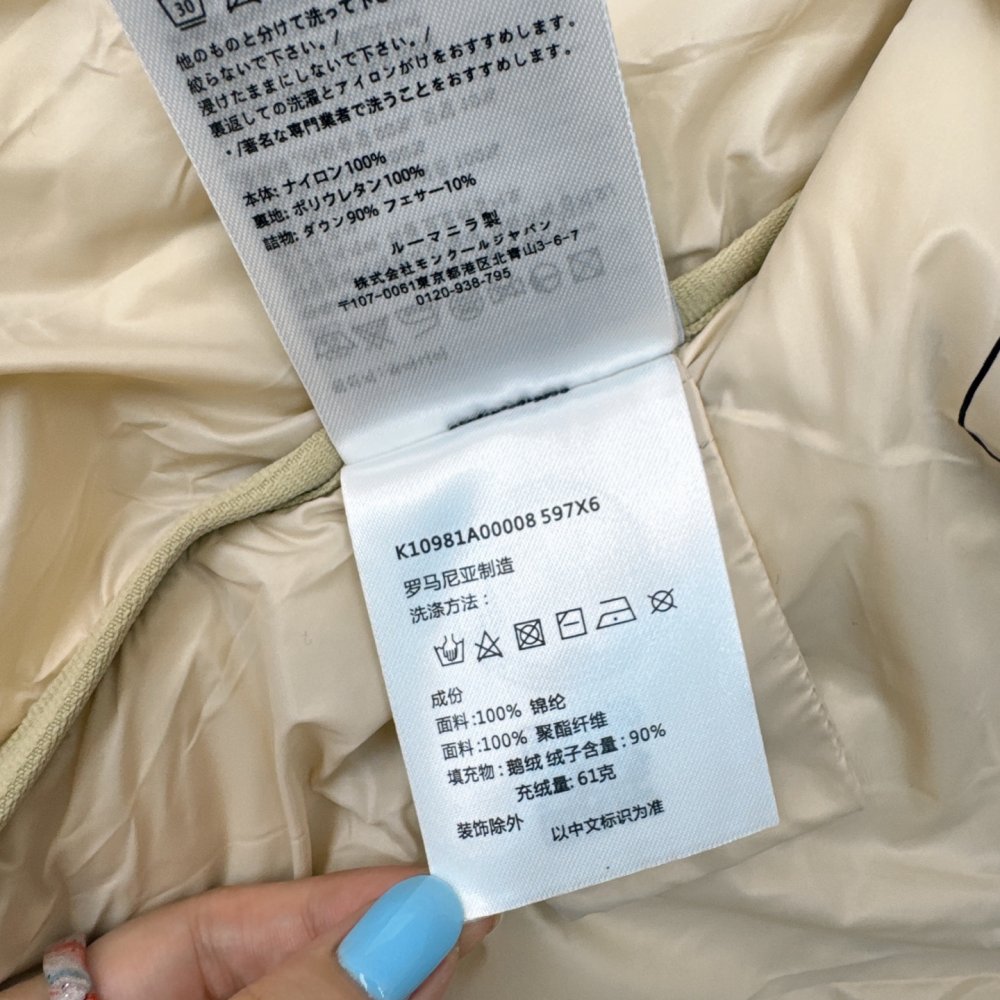 30
他のものと分けて洗って下さ
絞らないで下さい。/
浸けたままにしないで下さい。/
裏返しての洗濯とアイロンがけをおすすめします。
・/著名な専門業者で洗うことをおすすめします。
本体: ナイロン100%
裏地: ポリウレタン100%
詰物: ダウン90% フェサー10%
ルーマニラ製
株式会社モンクールジャパン
〒107-0061東京都港区北青山3-6-7
0120-938-795
K10981A00008 597X6
罗马尼亚制造
洗涤方法：
成份
面料:100% 锦纶
面料:100% 聚酯纤维
填充物：鹅绒 绒子含量：90%
充绒量: 61克
装饰除外 以中文标识为准